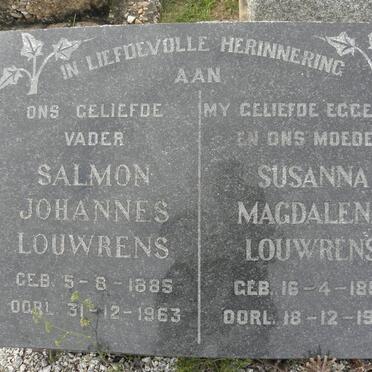 IN LIEFDEVOLLE HERINNERING
AAN
ONS GELIEFDE
VADER
SALMON
JOHANNES
LOUWRENS
GEB. 5-8-1885
OORL. 31-12-1963
MY GELIEFDE EGGE
EN ONS MOEDE
SUSANNA
MAGDALEN
LOUWRENS
GEB. 16-4-18
OORL. 18-12-19